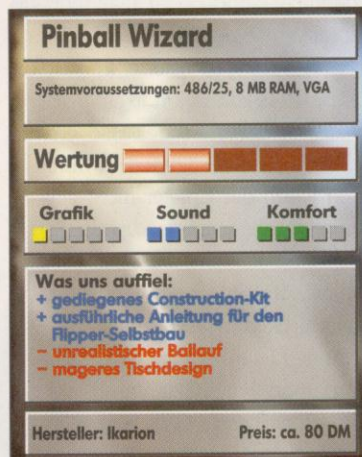 Pinball Wizard
Systemvoraussetzungen: 486/25, 8 MB RAM, VGA
Wertung
Grafik Sound Komfort
Was uns auffiel:
+ gediegenes Construction-Kit
+ ausführliche Anleitung für den
Flipper-Selbstbau
– unrealistischer Ballauf
– mageres Tischdesign
Hersteller: Ikarion Preis: ca. 80 DM